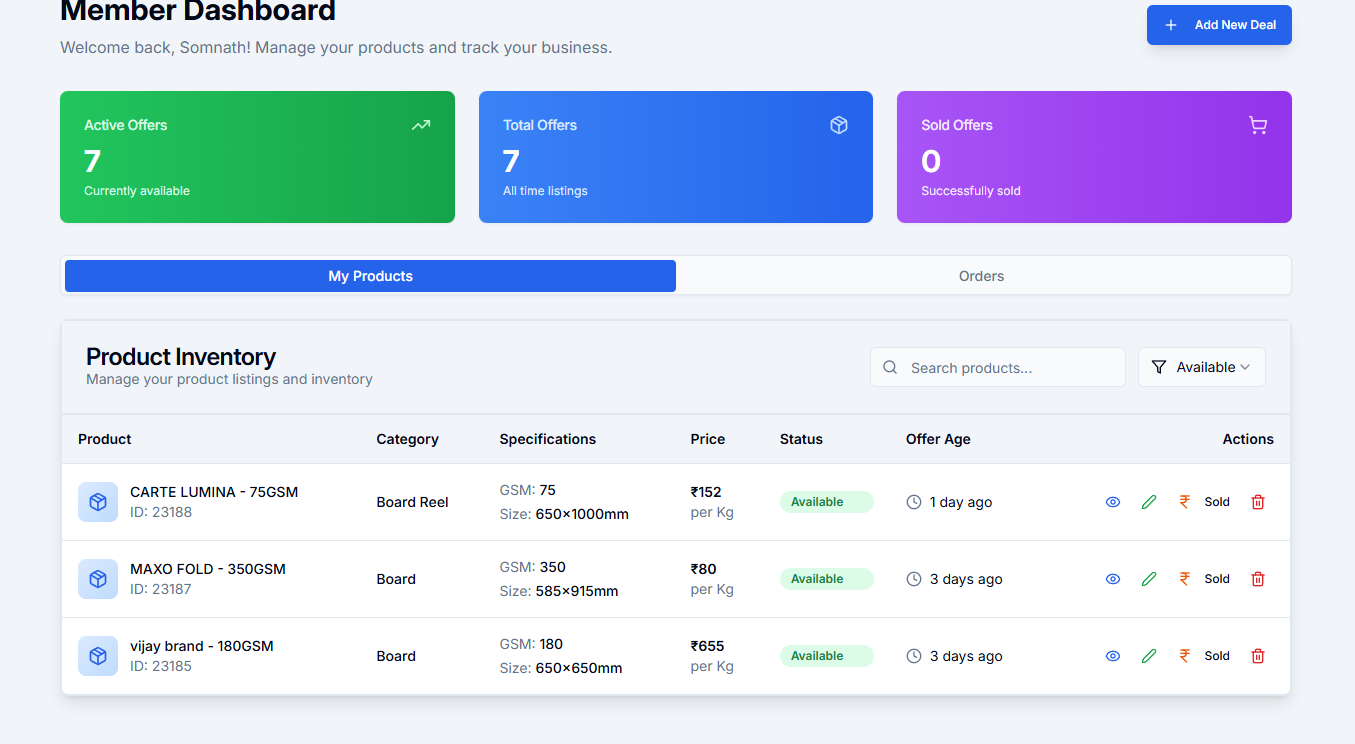 Member Dashboard
Welcome back, Somnath! Manage your products and track your business.
Add New Deal
Active Offers
7
Currently available
Total Offers
7
All time listings
Sold Offers
0
Successfully sold
My Products
Orders
Product Inventory
Manage your product listings and inventory
Search products...
Available
Product Category Specifications Price Status Offer Age Actions
CARTE LUMINA - 75GSM
ID: 23188
Board Reel
GSM: 75
Size: 650×1000mm
₹152
per Kg
Available
1 day ago
₹ Sold
MAXO FOLD - 350GSM
ID: 23187
Board
GSM: 350
Size: 585×915mm
₹80
per Kg
Available
3 days ago
₹ Sold
vijay brand - 180GSM
ID: 23185
Board
GSM: 180
Size: 650×650mm
₹655
per Kg
Available
3 days ago
₹ Sold